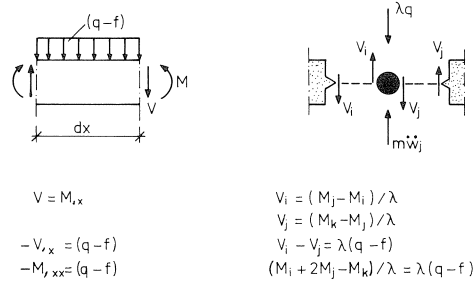 (q-f)
M
V
dx
λq
V_i
V_j
V_i
V_j
mẅ_j
V = M,ₓ
-V,ₓ = (q-f)
-M,ₓₓ = (q-f)
V_i = ( M_j - M_i ) / λ
V_j = ( M_k - M_j ) / λ
V_i - V_j = λ(q-f)
(M_i + 2M_j - M_k) / λ = λ(q-f)